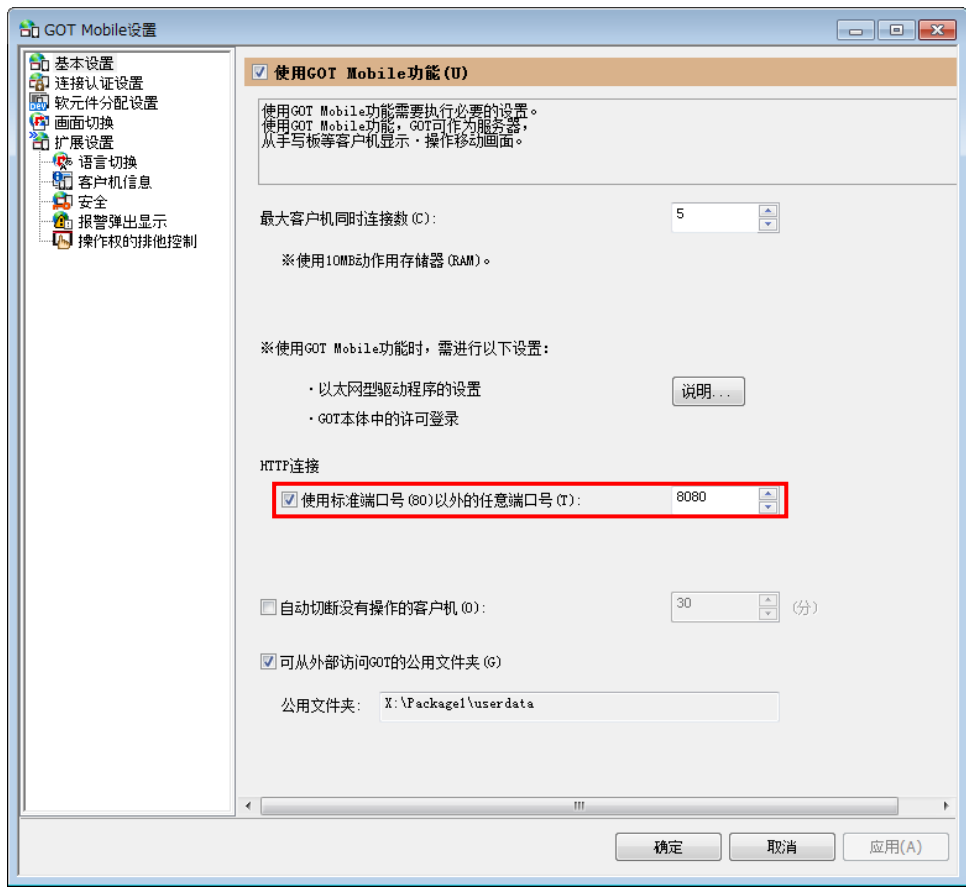 GOT Mobile设置
基本设置
连接认证设置
软元件分配设置
画面切换
扩展设置
语言切换
客户机信息
安全
报警弹出显示
操作权的排他控制
使用GOT Mobile功能(U)
使用GOT Mobile功能需要执行必要的设置。
使用GOT Mobile功能，GOT可作为服务器，
从手写板等客户机显示·操作移动画面。
最大客户机同时连接数(C): 5
※使用10MB动作用存储器(RAM)。
※使用GOT Mobile功能时，需进行以下设置:
·以太网型驱动程序的设置
说明...
·GOT本体中的许可登录
HTTP连接
使用标准端口号(80)以外的任意端口号(T): 8080
自动切断没有操作的客户机(O): 30 (分)
可从外部访问GOT的公用文件夹(G)
公用文件夹: X:\Package1\userdata
确定 取消 应用(A)